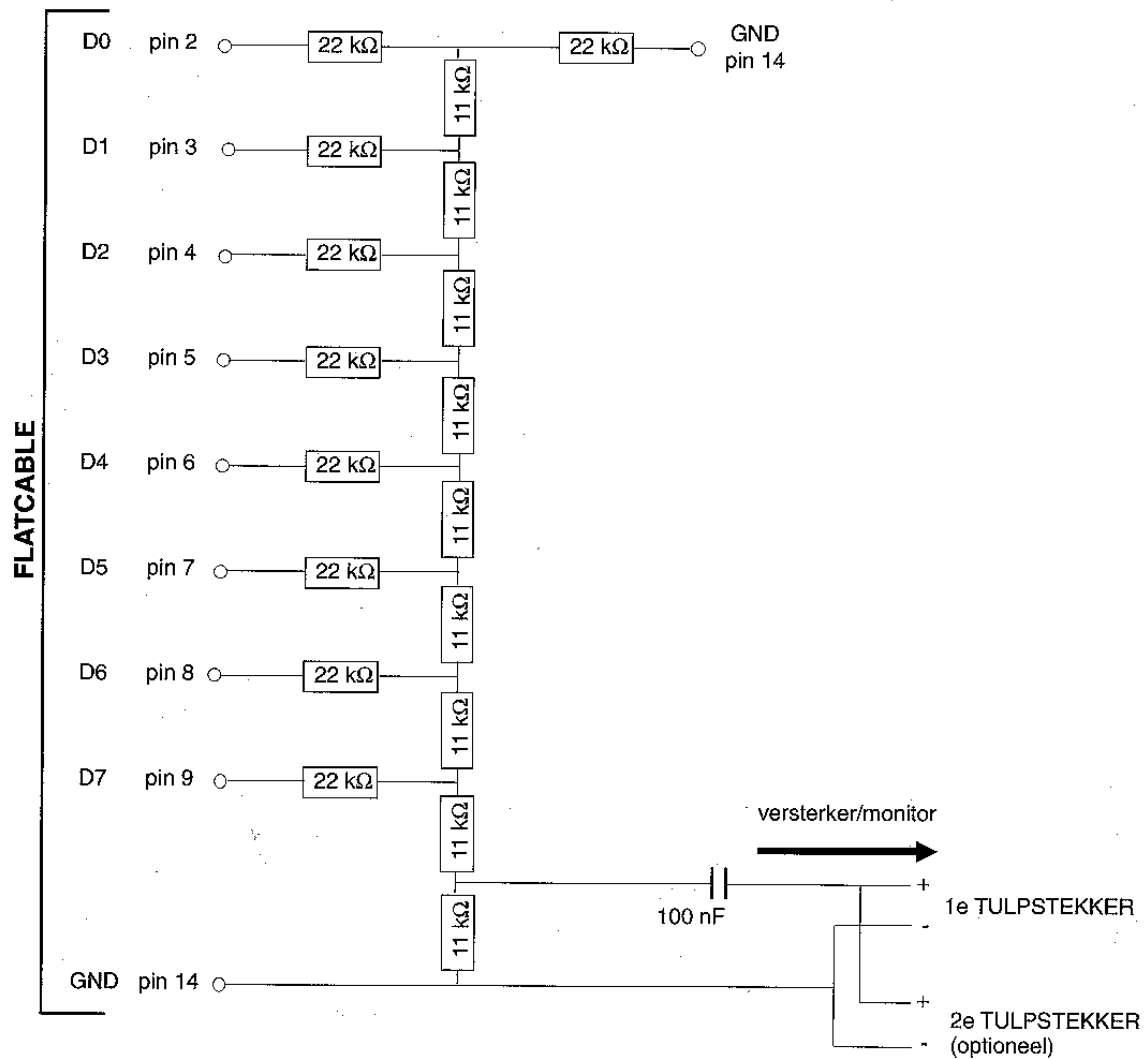 D0 pin 2 22 kΩ 22 kΩ GND
pin 14
11 kΩ
D1 pin 3 22 kΩ
11 kΩ
D2 pin 4 22 kΩ
11 kΩ
D3 pin 5 22 kΩ
11 kΩ
D4 pin 6 22 kΩ
11 kΩ
FLATCABLE
D5 pin 7 22 kΩ
11 kΩ
D6 pin 8 22 kΩ
11 kΩ
D7 pin 9 22 kΩ
11 kΩ
versterker/monitor
100 nF
+
1e TULPSTEKKER
-
11 kΩ
GND pin 14
+
2e TULPSTEKKER
(optioneel)
-